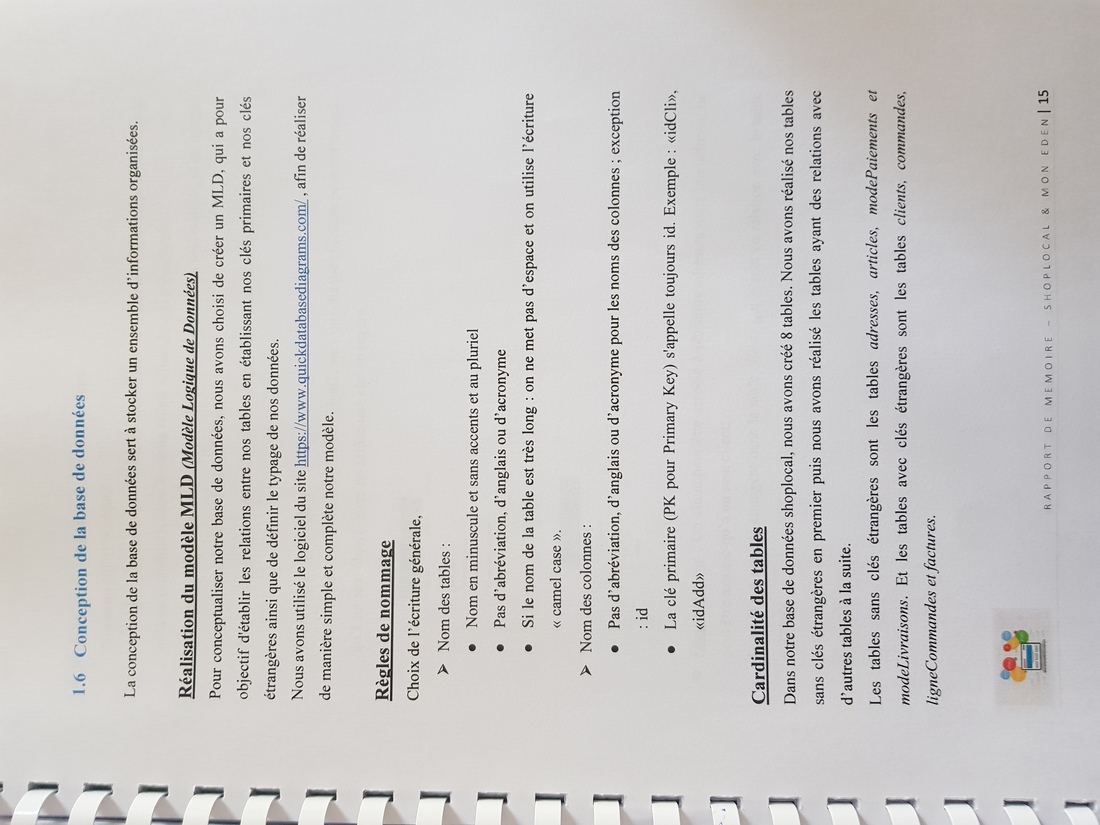 1.6 Conception de la base de données
La conception de la base de données sert à stocker un ensemble d'informations organisées.
Réalisation du modèle MLD (Modèle Logique de Données)
Pour conceptualiser notre base de données, nous avons choisi de créer un MLD, qui a pour
objectif d'établir les relations entre nos tables en établissant nos clés primaires et nos clés
étrangères ainsi que de définir le typage de nos données.
Nous avons utilisé le logiciel du site https://www.quickdatabasediagrams.com/ , afin de réaliser
de manière simple et complète notre modèle.
Règles de nommage
Choix de l'écriture générale,
➢ Nom des tables :
● Nom en minuscule et sans accents et au pluriel
● Pas d'abréviation, d'anglais ou d'acronyme
● Si le nom de la table est très long : on ne met pas d'espace et on utilise l'écriture
« camel case ».
➢ Nom des colonnes :
● Pas d'abréviation, d'anglais ou d'acronyme pour les noms des colonnes ; exception
: id
● La clé primaire (PK pour Primary Key) s'appelle toujours id. Exemple : «idCli»,
«idAdd»
Cardinalité des tables
Dans notre base de données shoplocal, nous avons créé 8 tables. Nous avons réalisé nos tables
sans clés étrangères en premier puis nous avons réalisé les tables ayant des relations avec
d'autres tables à la suite.
Les tables sans clés étrangères sont les tables adresses, articles, modePaiements et
modeLivraisons. Et les tables avec clés étrangères sont les tables clients, commandes,
ligneCommandes et factures.
RAPPORT DE MEMOIRE – SHOPLOCAL & MON EDEN | 15